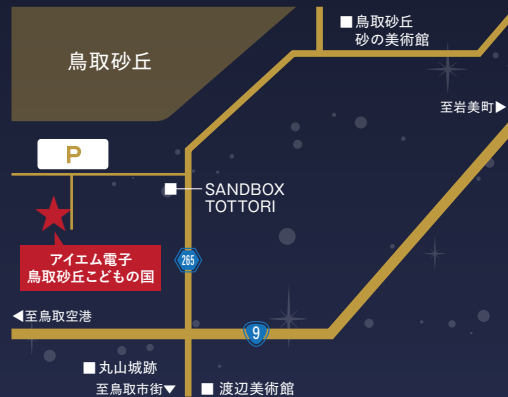 鳥取砂丘
■ 鳥取砂丘
砂の美術館
至岩美町▶
P
SANDBOX
TOTTORI
アイエム電子
鳥取砂丘こどもの国
265
◀至鳥取空港
9
■ 丸山城跡
至鳥取市街▼
■ 渡辺美術館